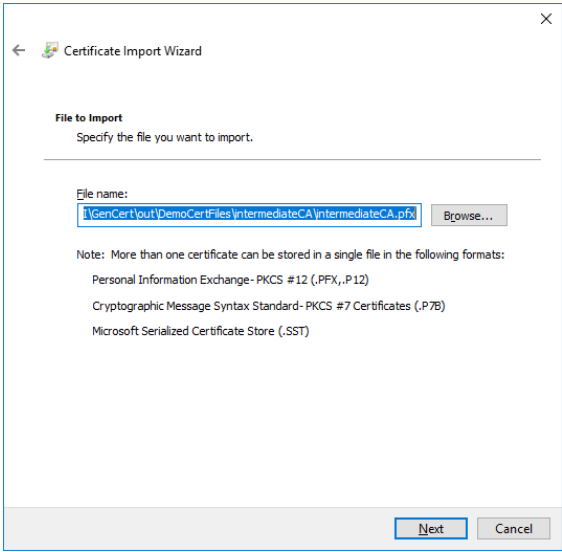 Certificate Import Wizard
File to Import
Specify the file you want to import.
File name:
I\GenCert\out\DemoCertFiles\intermediateCA\intermediateCA.pfx
Browse...
Note: More than one certificate can be stored in a single file in the following formats:
Personal Information Exchange- PKCS #12 (.PFX,.P12)
Cryptographic Message Syntax Standard- PKCS #7 Certificates (.P7B)
Microsoft Serialized Certificate Store (.SST)
Next
Cancel